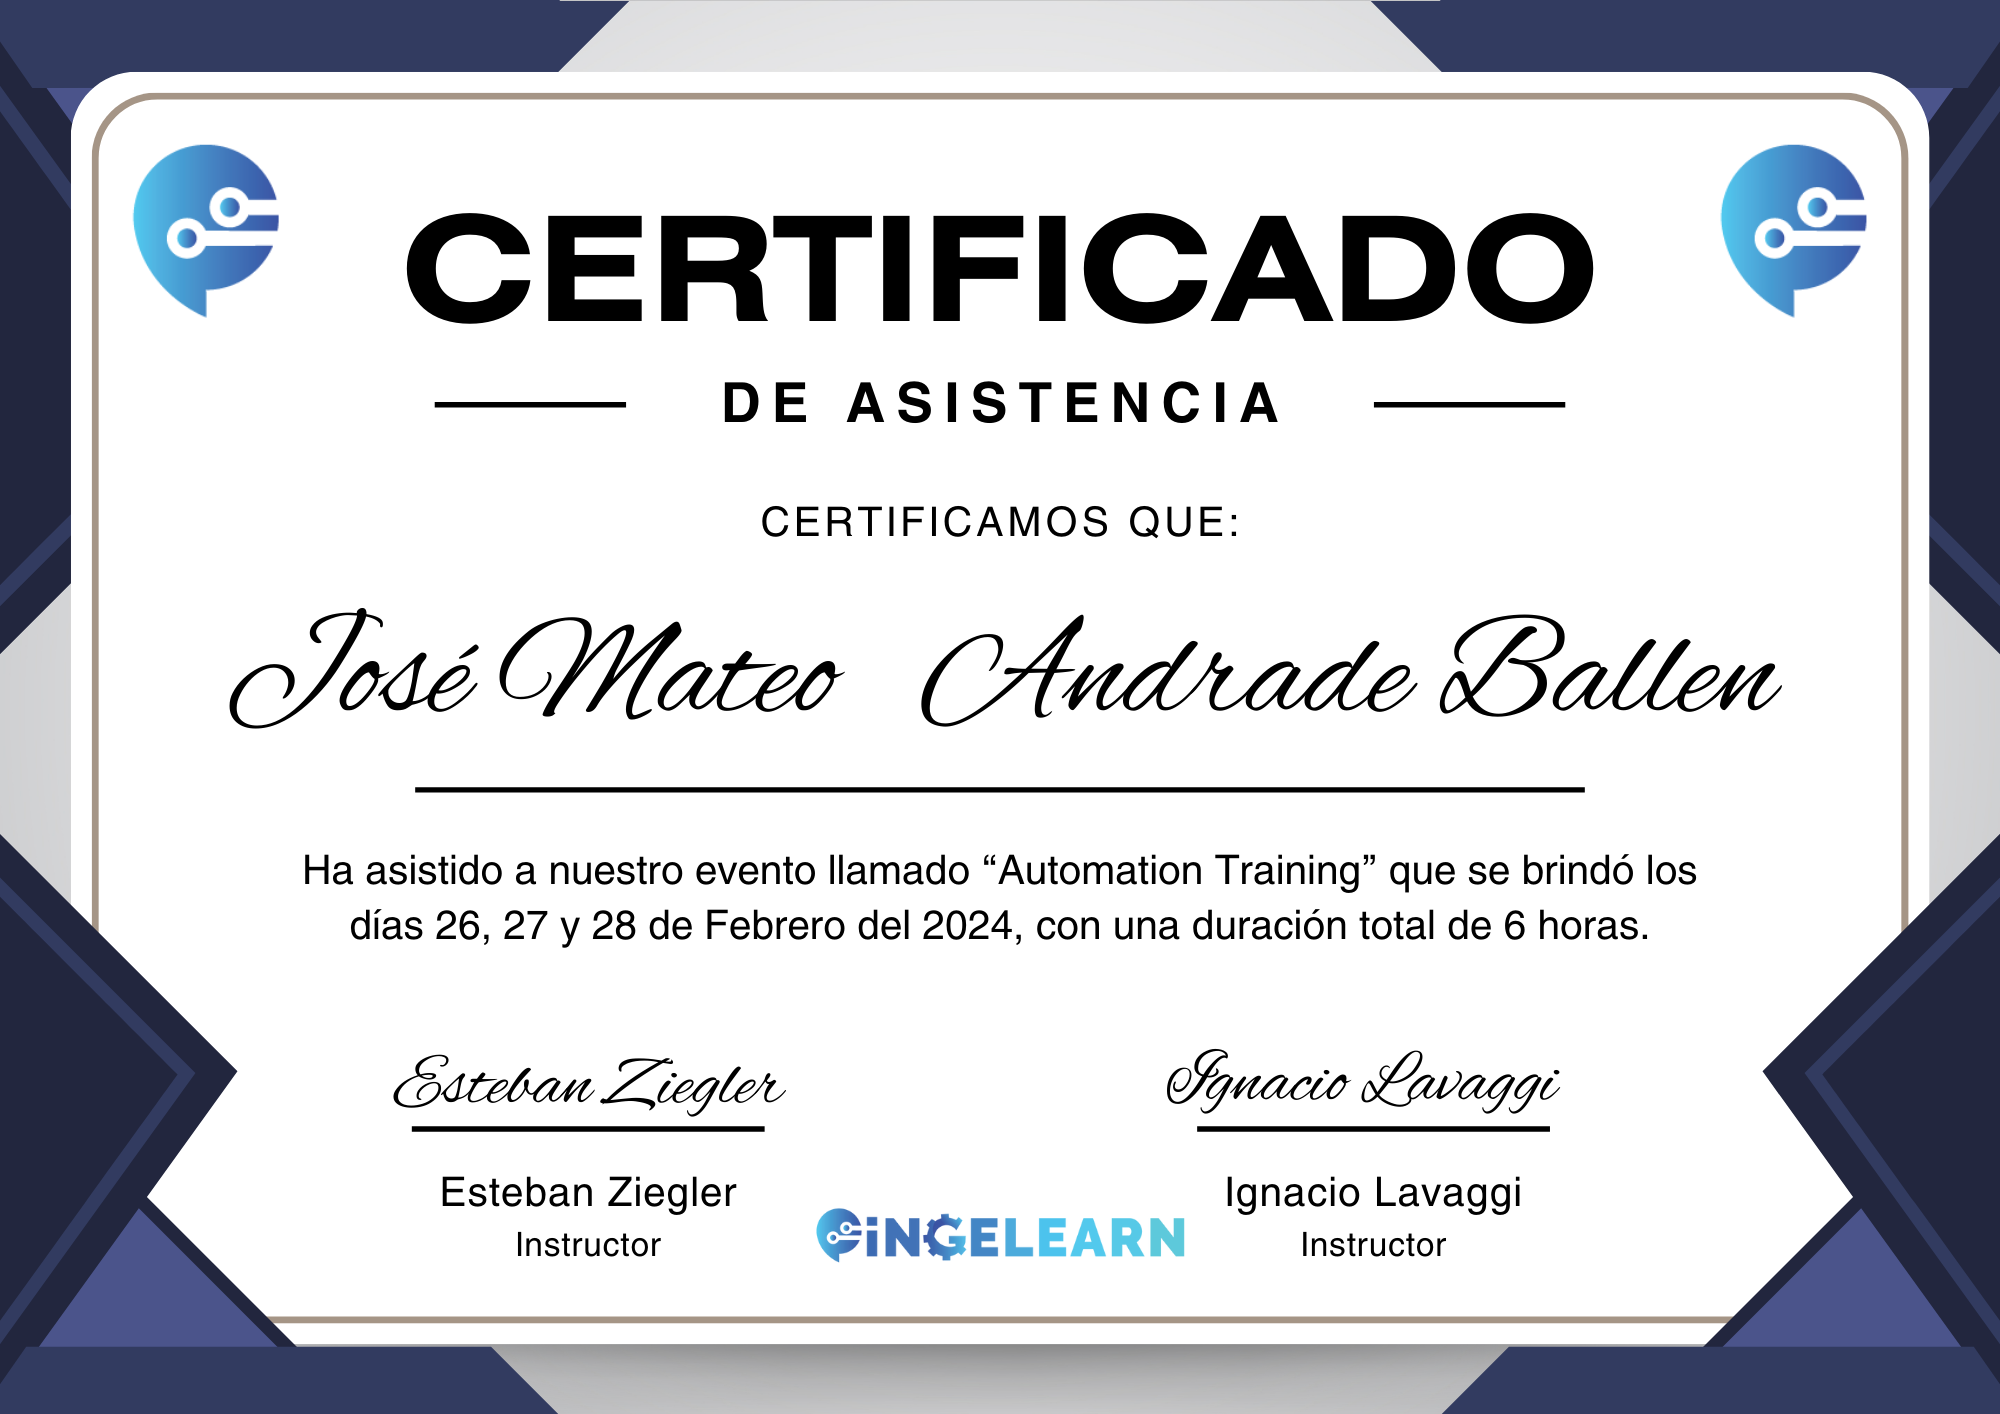 CERTIFICADO
DE ASISTENCIA
CERTIFICAMOS QUE:
José Mateo Andrade Ballen
Ha asistido a nuestro evento llamado “Automation Training” que se brindó los
días 26, 27 y 28 de Febrero del 2024, con una duración total de 6 horas.
Esteban Ziegler
Ignacio Lavaggi
Esteban Ziegler
Ignacio Lavaggi
Instructor
iNGELEARN
Instructor